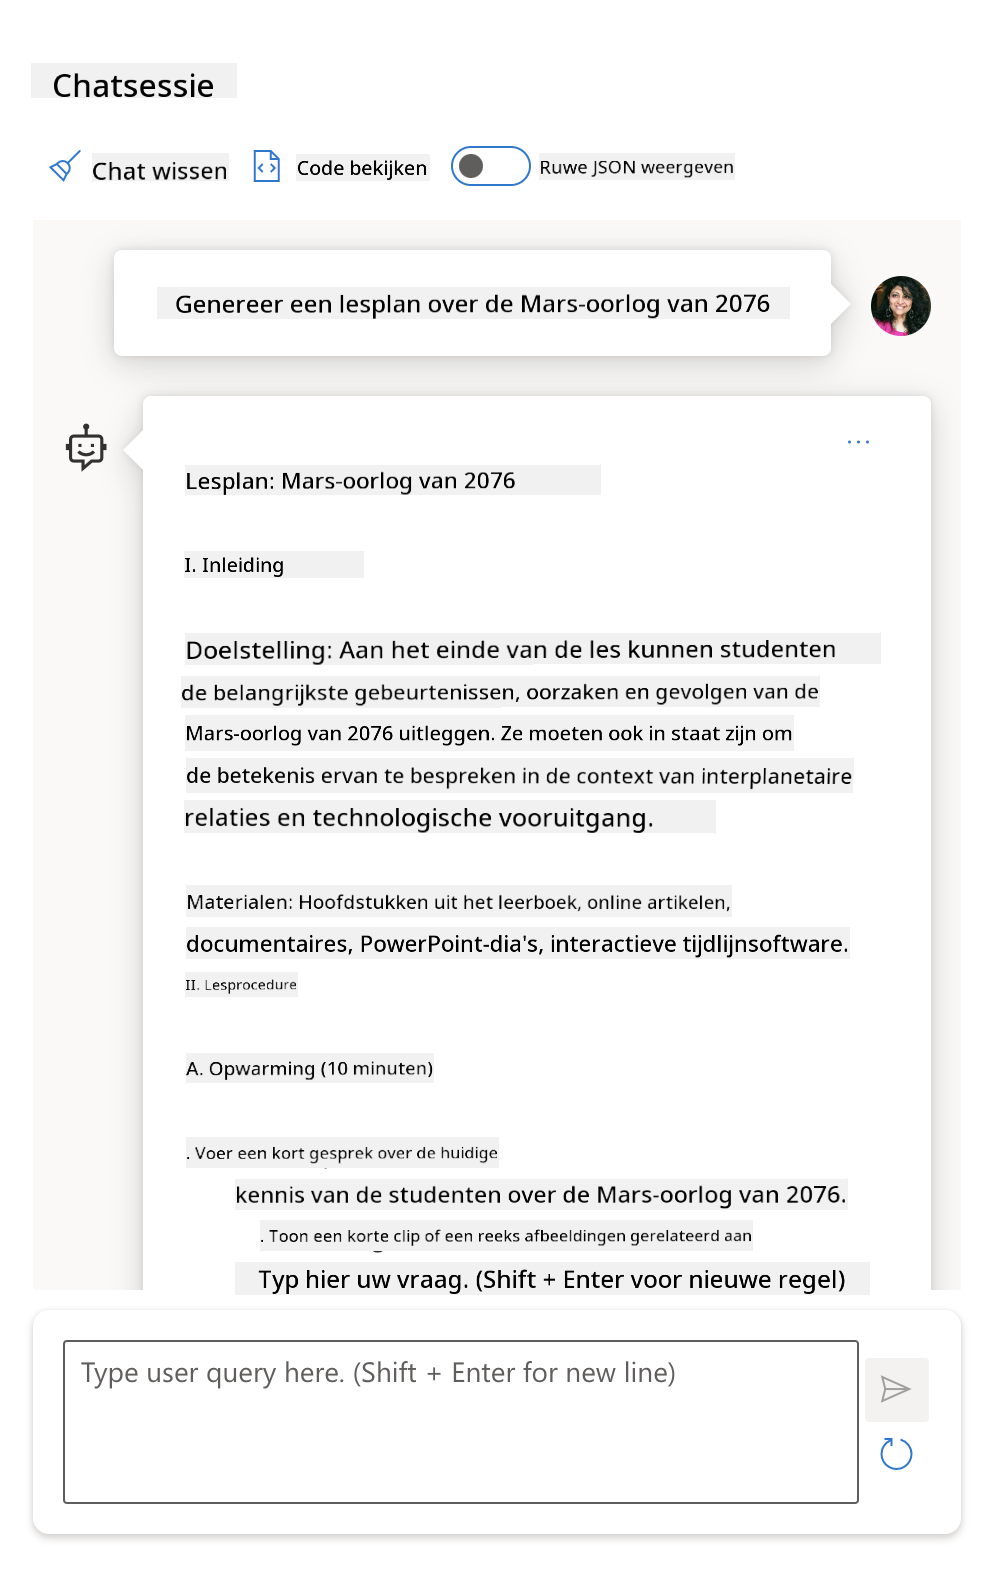 Chatsessie
Chat wissen
Code bekijken
Ruwe JSON weergeven
Genereer een lesplan over de Mars-oorlog van 2076
...
Lesplan: Mars-oorlog van 2076
I. Inleiding
Doelstelling: Aan het einde van de les kunnen studenten
de belangrijkste gebeurtenissen, oorzaken en gevolgen van de
Mars-oorlog van 2076 uitleggen. Ze moeten ook in staat zijn om
de betekenis ervan te bespreken in de context van interplanetaire
relaties en technologische vooruitgang.
Materialen: Hoofdstukken uit het leerboek, online artikelen,
documentaires, PowerPoint-dia's, interactieve tijdlijnsoftware.
II. Lesprocedure
A. Opwarming (10 minuten)
. Voer een kort gesprek over de huidige
kennis van de studenten over de Mars-oorlog van 2076.
. Toon een korte clip of een reeks afbeeldingen gerelateerd aan
Typ hier uw vraag. (Shift + Enter voor nieuwe regel)
Type user query here. (Shift + Enter for new line)